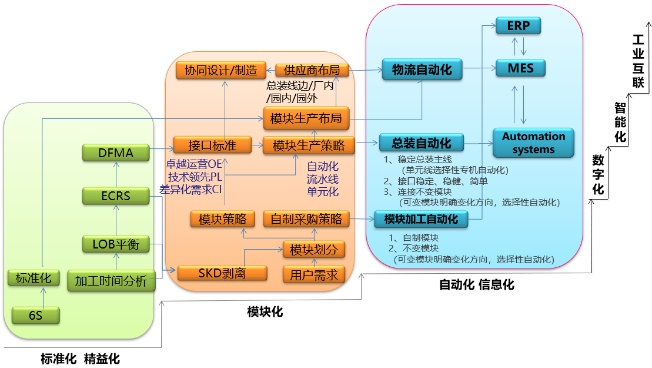 ERP
工业互联
协同设计/制造
供应商布局
物流自动化
MES
总装线边/厂内
/园内/园外
智能化
模块生产布局
DFMA
接口标准
模块生产策略
总装自动化
Automation
systems
卓越运营OE
技术领先PL
差异化需求CI
自动化
流水线
单元化
1、稳定总装主线
(单元线选择性专机自动化)
2、接口稳定、稳健、简单
3、连接不变模块
(可变模块明确变化方向，选择性自动化)
数字化
ECRS
模块策略
自制采购策略
模块加工自动化
LOB平衡
模块划分
1、自制模块
2、不变模块
(可变模块明确变化方向，选择性自动化)
标准化
加工时间分析
SKD剥离
用户需求
自动化 信息化
6S
模块化
标准化 精益化